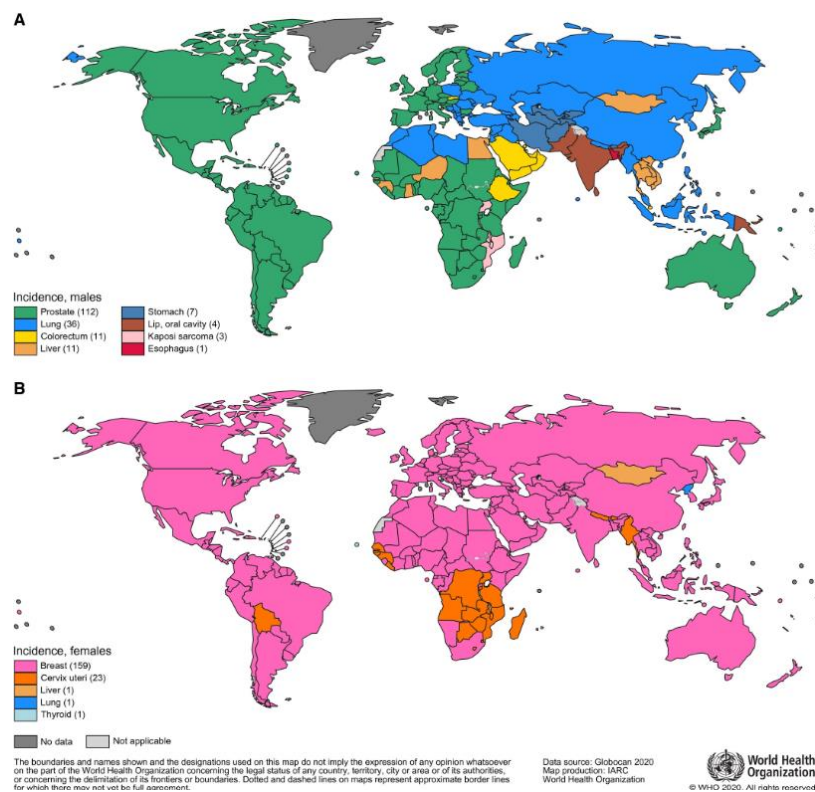 A
Incidence, males
Prostate (112)
Lung (36)
Colorectum (11)
Liver (11)
Stomach (7)
Lip, oral cavity (4)
Kaposi sarcoma (3)
Esophagus (1)
B
Incidence, females
Breast (159)
Cervix uteri (23)
Liver (1)
Lung (1)
Thyroid (1)
No data
Not applicable
The boundaries and names shown and the designations used on this map do not imply the expression of any opinion whatsoever
on the part of the World Health Organization concerning the legal status of any country, territory, city or area or of its authorities,
or concerning the delimitation of its frontiers or boundaries. Dotted and dashed lines on maps represent approximate border lines
for which there may not yet be full agreement.
Data source: Globocan 2020
Map production: IARC
World Health Organization
World Health
Organization
© WHO 2020. All rights reserved